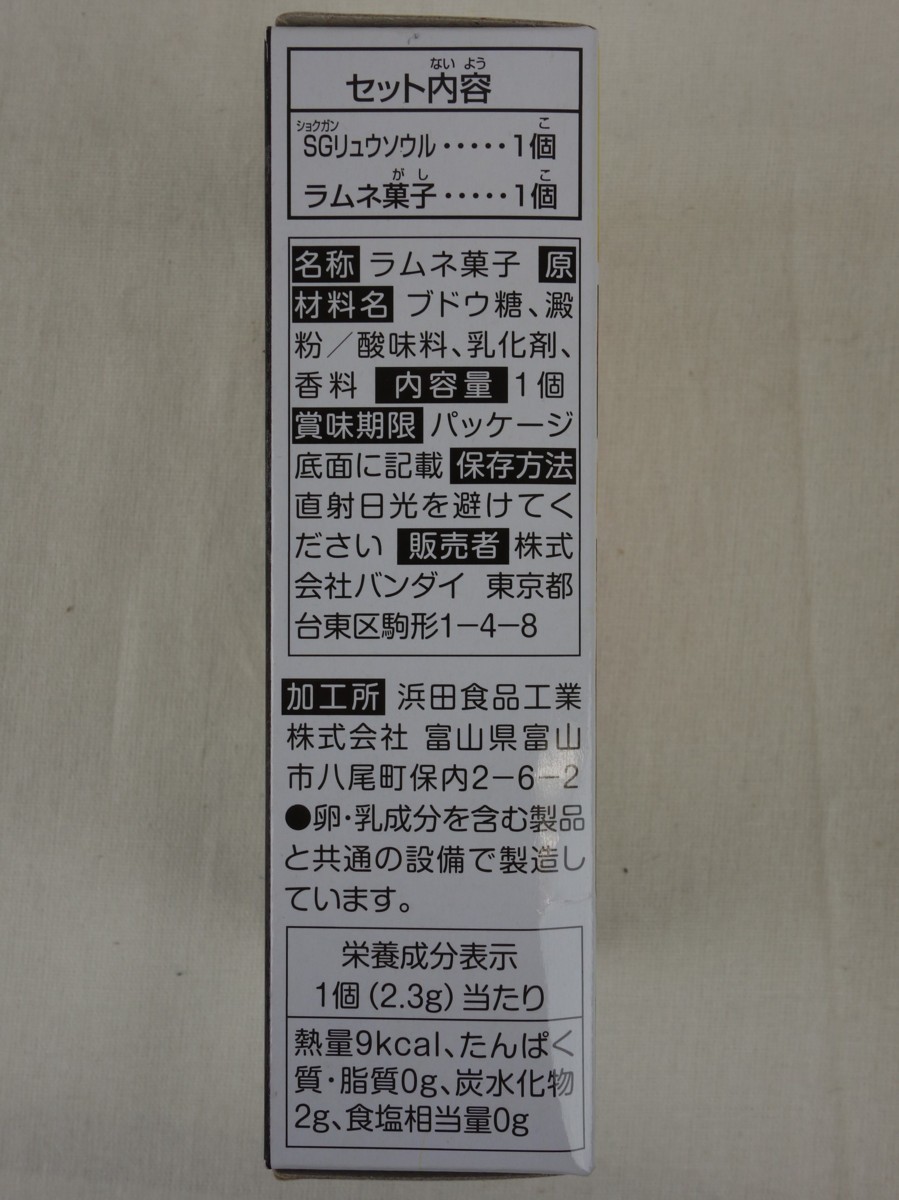 ないよう
セット内容
ショクガン こ
SGリュウソウル・・・・・1個
がし こ
ラムネ菓子・・・・・1個
名称 ラムネ菓子 原
材料名 ブドウ糖、澱
粉／酸味料、乳化剤、
香料 内容量 1個
賞味期限 パッケージ
底面に記載 保存方法
直射日光を避けてく
ださい 販売者 株式
会社バンダイ 東京都
台東区駒形1−4−8
加工所 浜田食品工業
株式会社 富山県富山
市八尾町保内2−6−2
●卵・乳成分を含む製品
と共通の設備で製造し
ています。
栄養成分表示
1個(2.3g)当たり
熱量9kcal、たんぱく
質・脂質0g、炭水化物
2g、食塩相当量0g